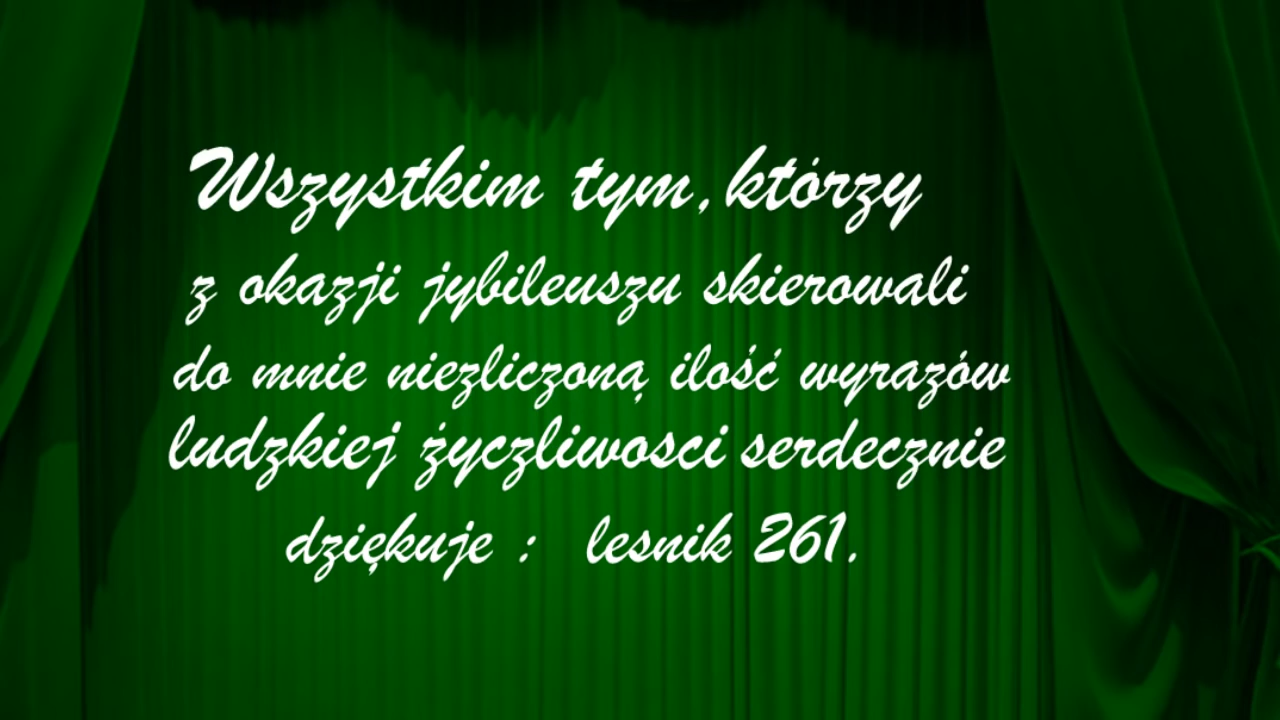 Wszystkim tym, którzy
z okazji jybileuszu skierowali
do mnie niezliczoną ilość wyrazów
ludzkiej życzliwosci serdecznie
dziękuje : lesnik 261.